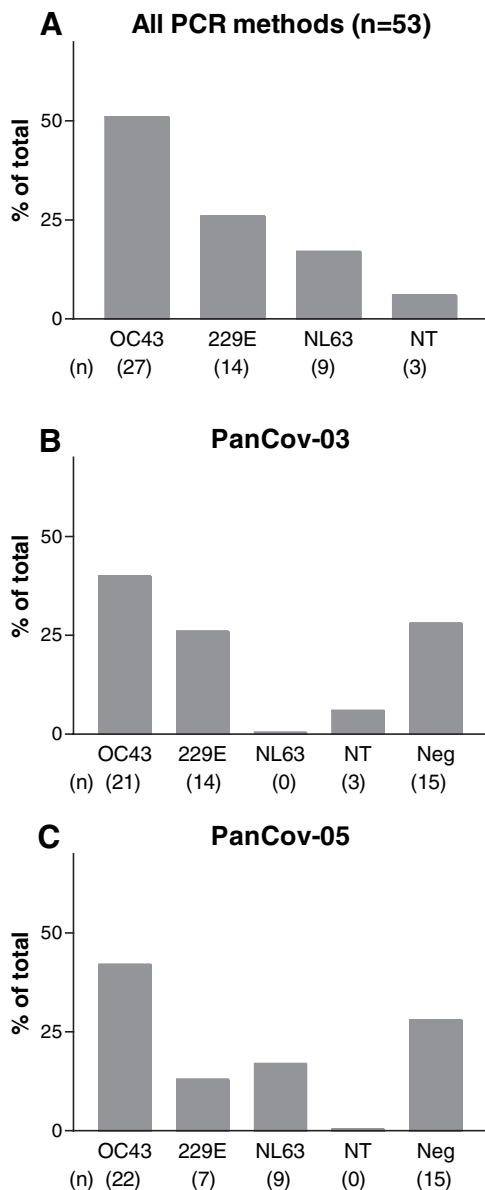 A All PCR methods (n=53)
% of total
50
25
0
OC43 229E NL63 NT
(n) (27) (14) (9) (3)
B PanCov-03
% of total
50
25
0
OC43 229E NL63 NT Neg
(n) (21) (14) (0) (3) (15)
C PanCov-05
% of total
50
25
0
OC43 229E NL63 NT Neg
(n) (22) (7) (9) (0) (15)